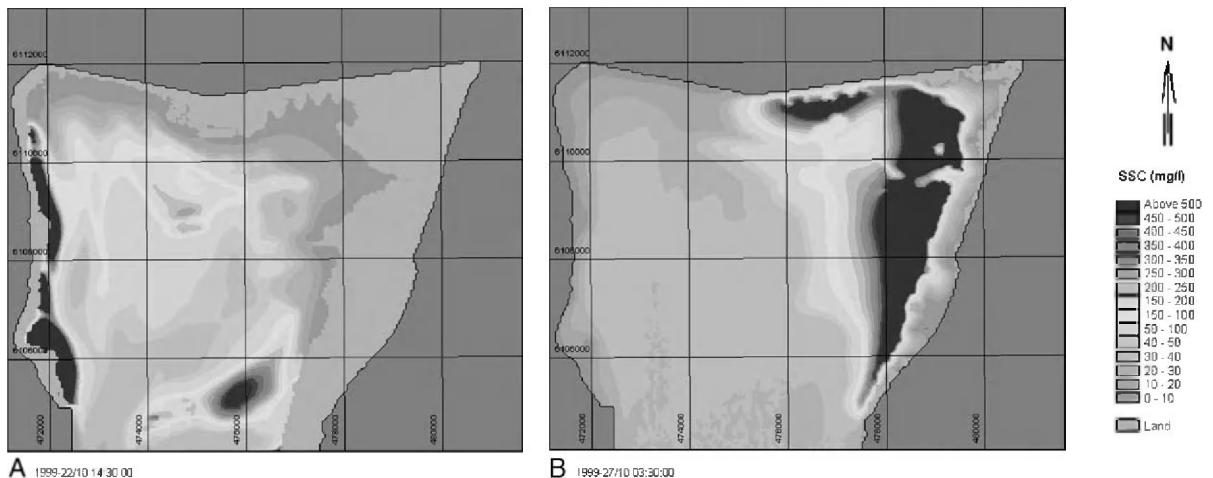 6112000
6110000
6108000
6106000
472000
474000
476000
478000
480000
A 1999-22/10 14:30:00
6112000
6110000
6108000
6106000
472000
474000
476000
478000
480000
B 1999-27/10 03:30:00
N
SSC (mg/l)
Above 500
450 - 500
400 - 450
350 - 400
300 - 350
250 - 300
200 - 250
150 - 200
150 - 100
50 - 100
40 - 50
30 - 40
20 - 30
10 - 20
0 - 10
Land